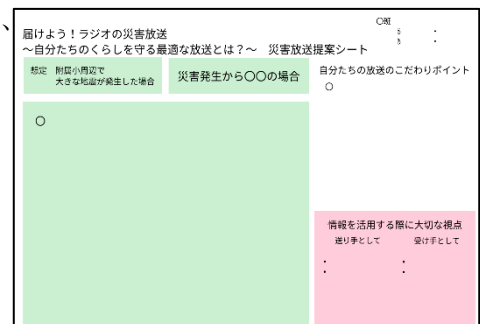 、
〇班
届けよう！ラジオの災害放送
～自分たちのくらしを守る最適な放送とは？～　災害放送提案シート
想定　附属小周辺で
大きな地震が発生した場合
災害発生から〇〇の場合
自分たちの放送のこだわりポイント
〇
〇
情報を活用する際に大切な視点
送り手として　受け手として
・　・
・　・